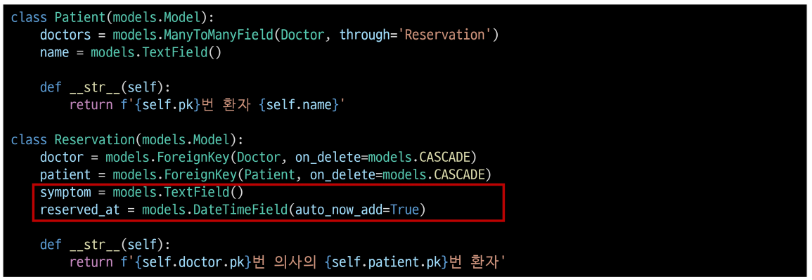 class Patient(models.Model):
    doctors = models.ManyToManyField(Doctor, through='Reservation')
    name = models.TextField()

    def __str__(self):
        return f'{self.pk}번 환자 {self.name}'

class Reservation(models.Model):
    doctor = models.ForeignKey(Doctor, on_delete=models.CASCADE)
    patient = models.ForeignKey(Patient, on_delete=models.CASCADE)
    symptom = models.TextField()
    reserved_at = models.DateTimeField(auto_now_add=True)

    def __str__(self):
        return f'{self.doctor.pk}번 의사의 {self.patient.pk}번 환자'